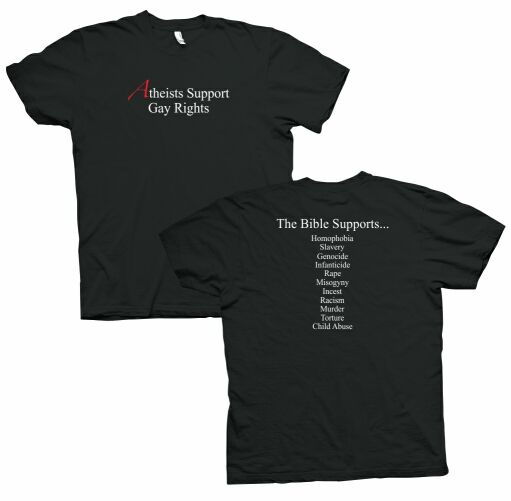 Atheists Support
Gay Rights
The Bible Supports...
Homophobia
Slavery
Genocide
Infanticide
Rape
Misogyny
Incest
Racism
Murder
Torture
Child Abuse